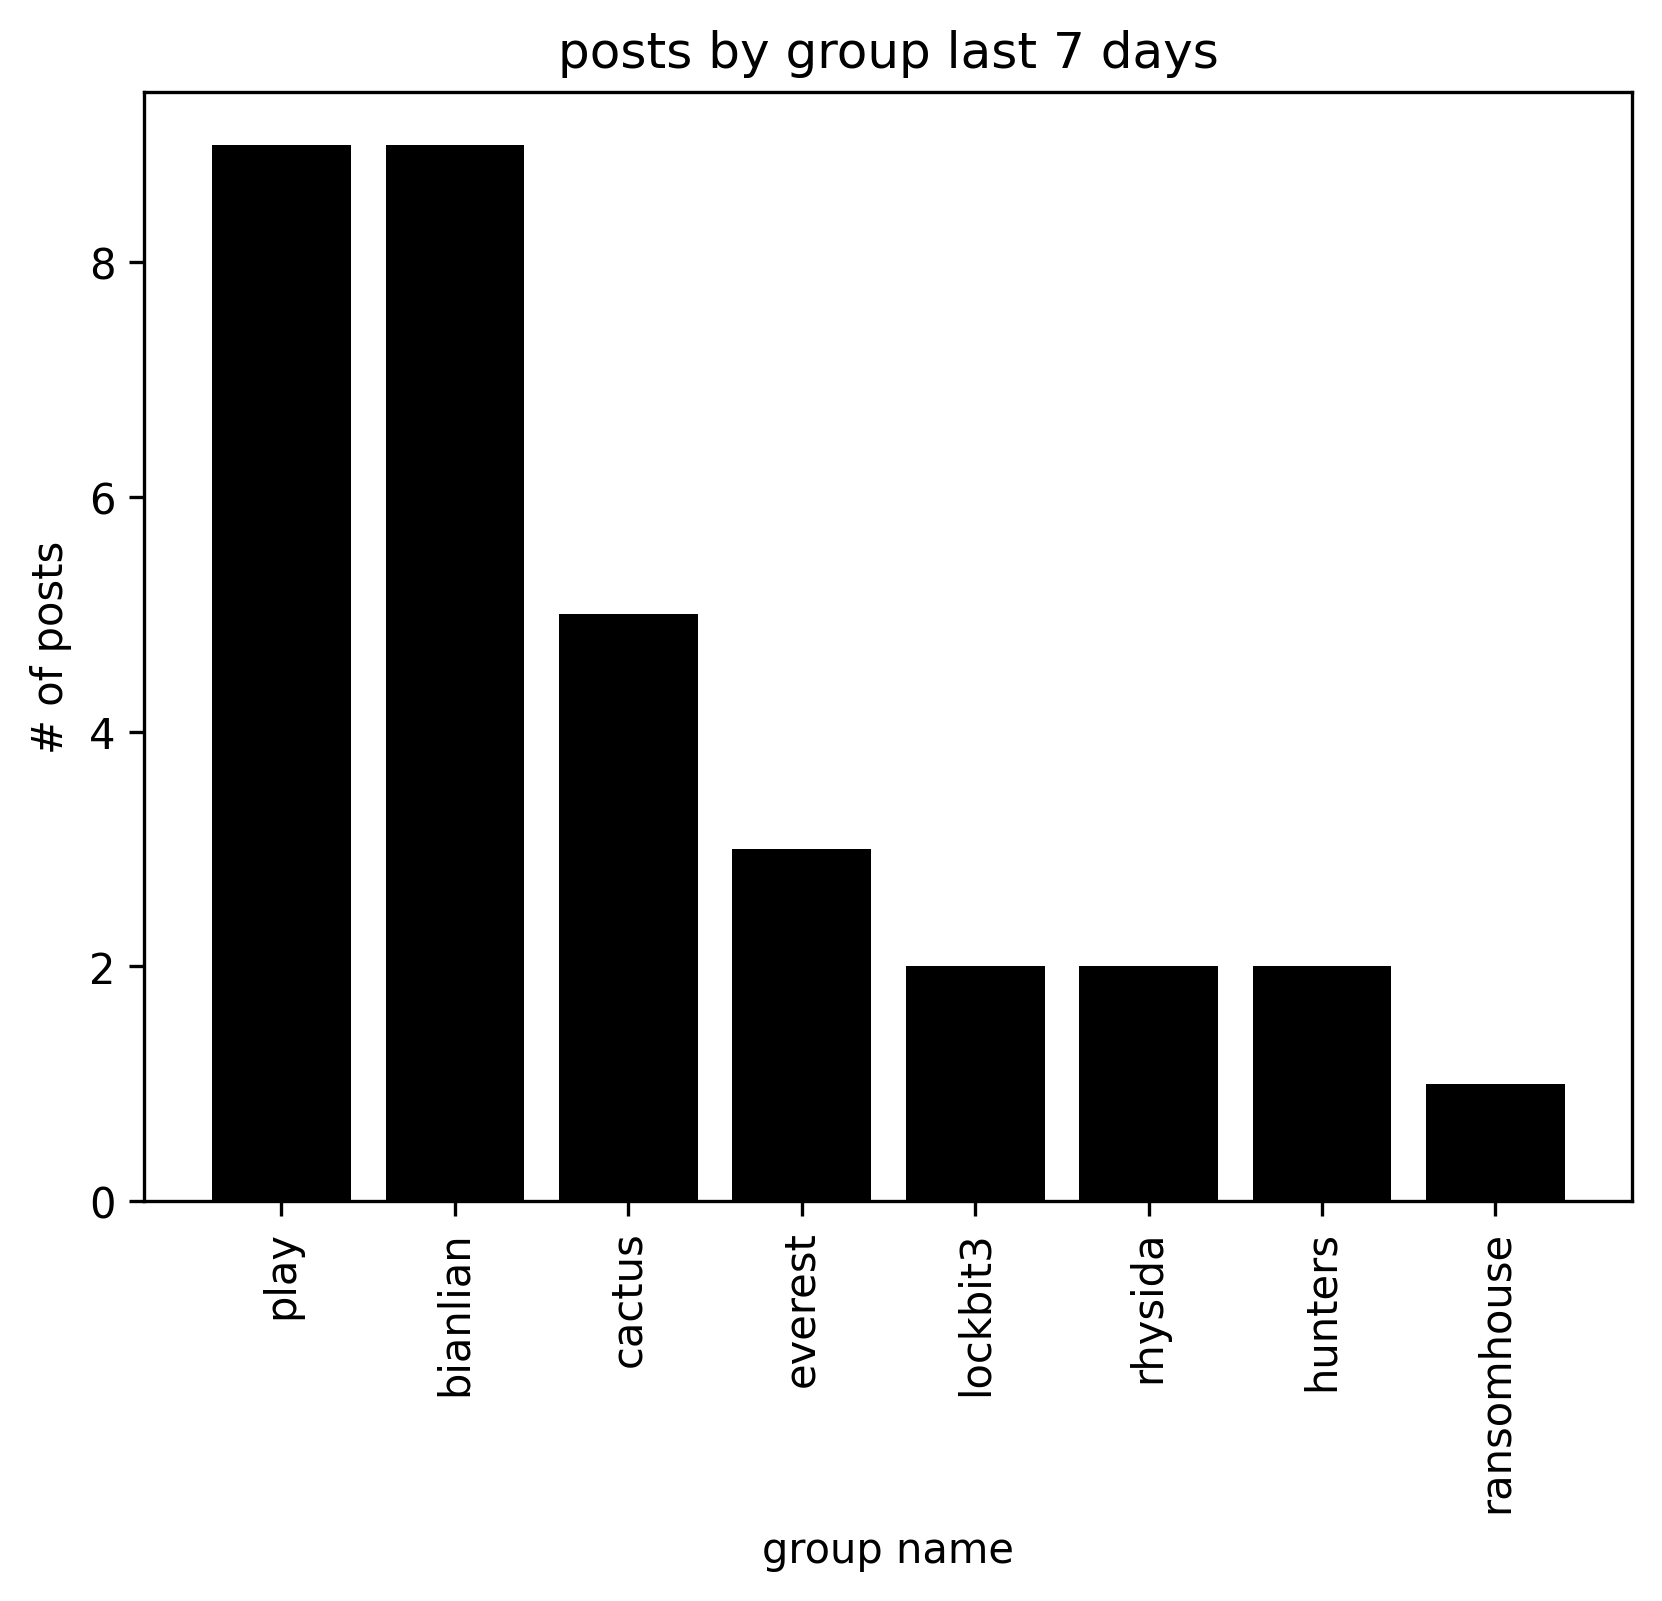 posts by group last 7 days
# of posts
8
6
4
2
0
play
bianlian
cactus
everest
lockbit3
rhysida
hunters
ransomhouse
group name